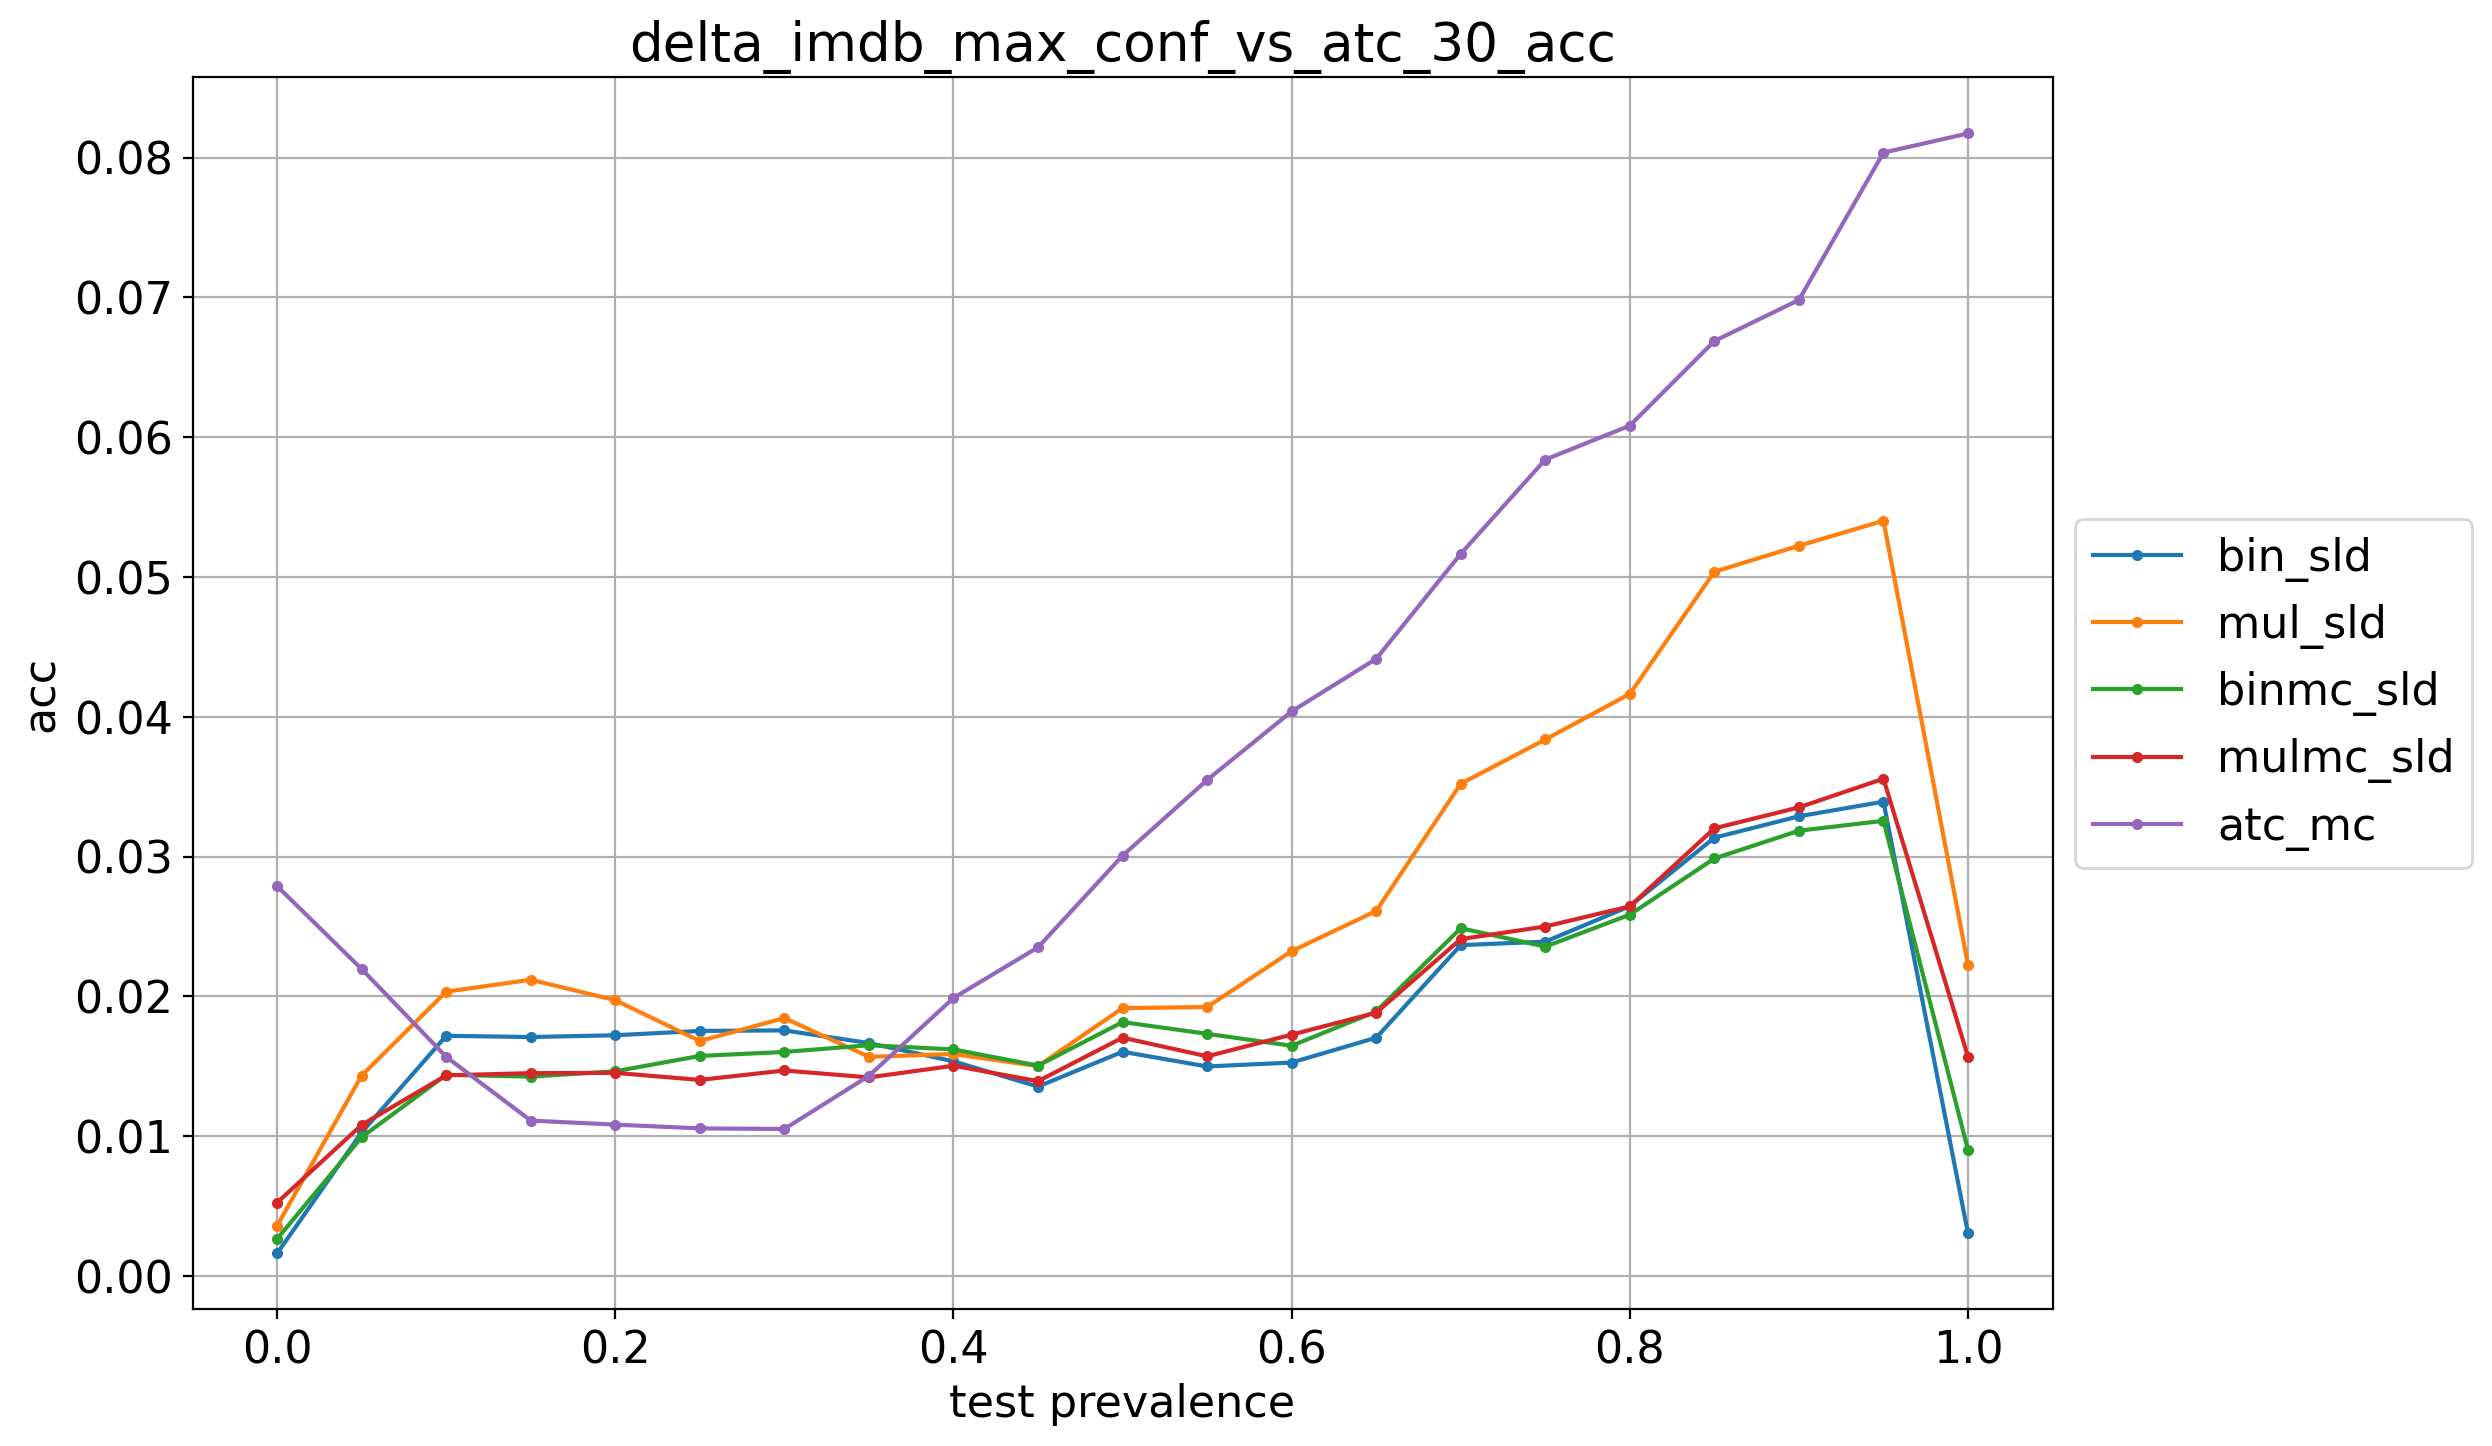 delta_imdb_max_conf_vs_atc_30_acc
0.08
0.07
0.06
0.05
0.04
0.03
0.02
0.01
0.00
acc
0.0 0.2 0.4 0.6 0.8 1.0
test prevalence
bin_sld
mul_sld
binmc_sld
mulmc_sld
atc_mc